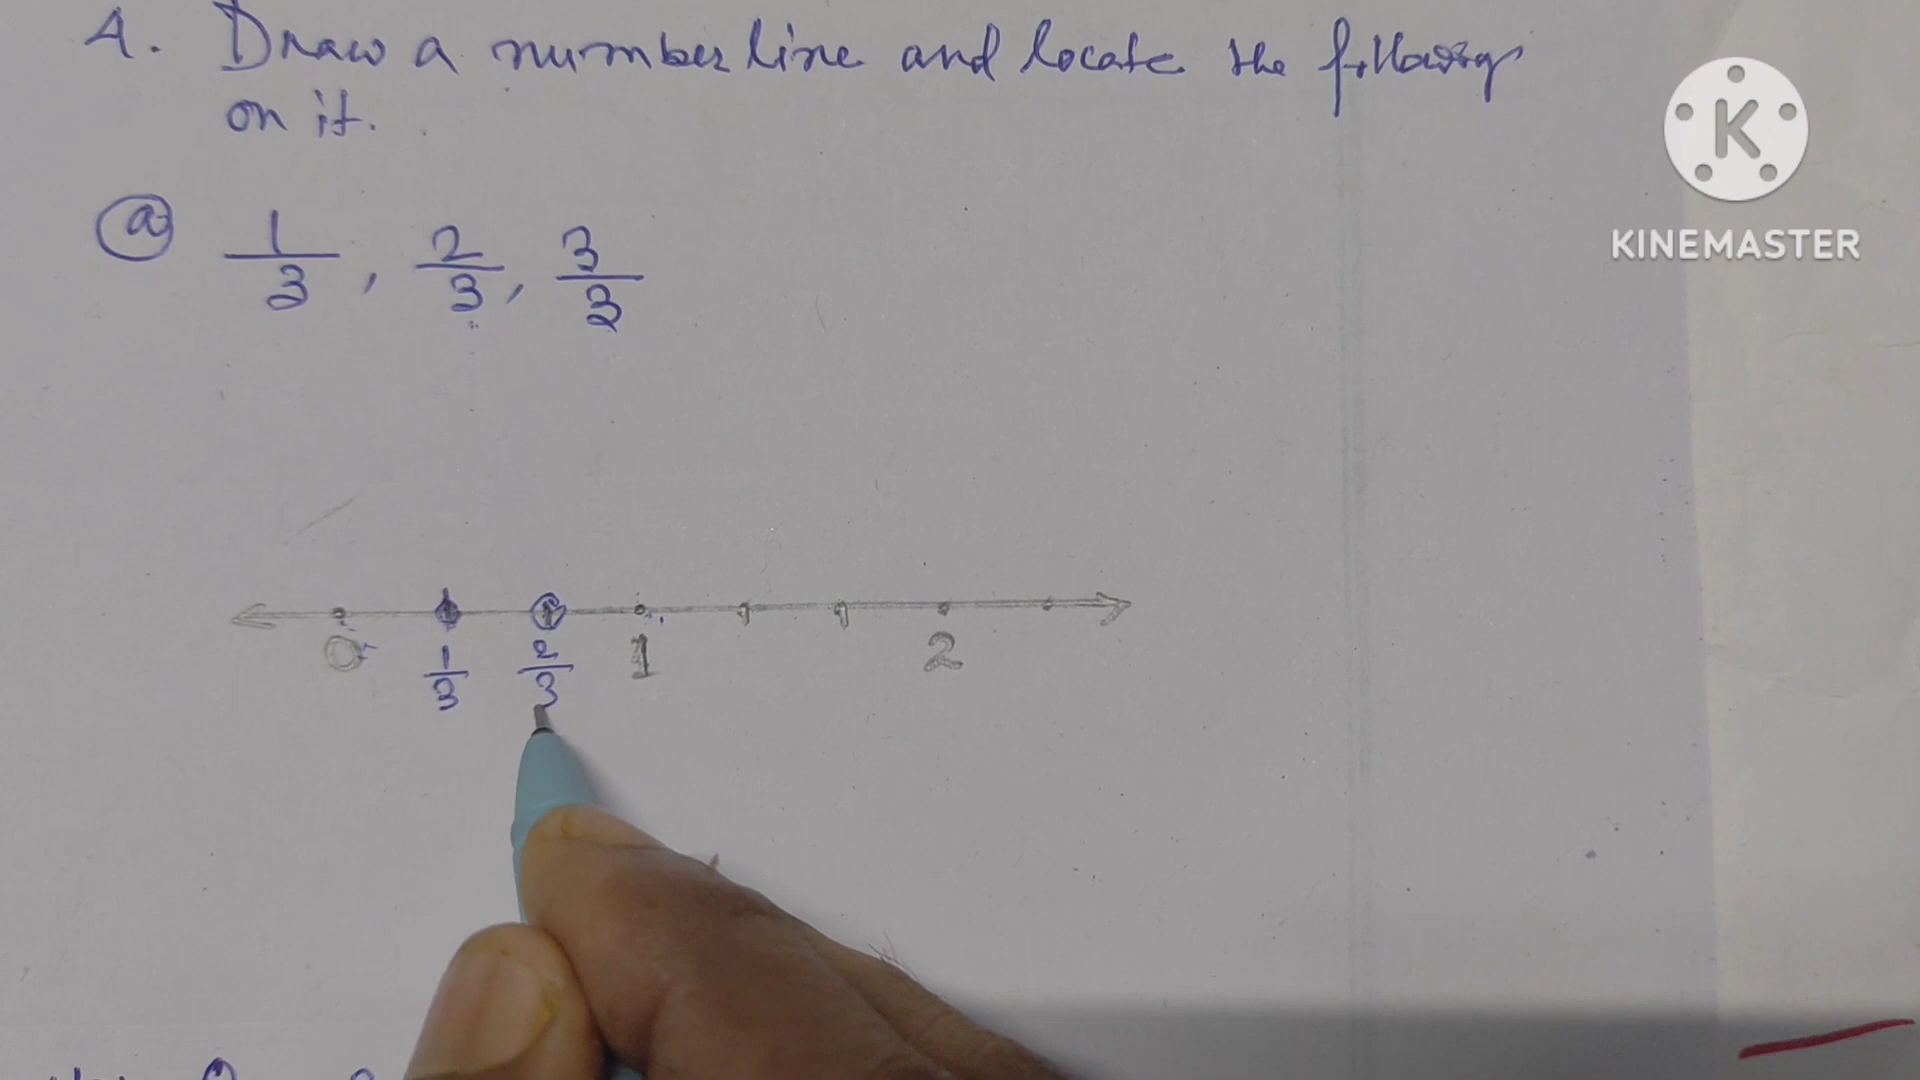 4. Draw a number line and locate the following
on it.
K
KINEMASTER
a 1/3, 2/3, 3/3
0 1/3 2/3 1 2